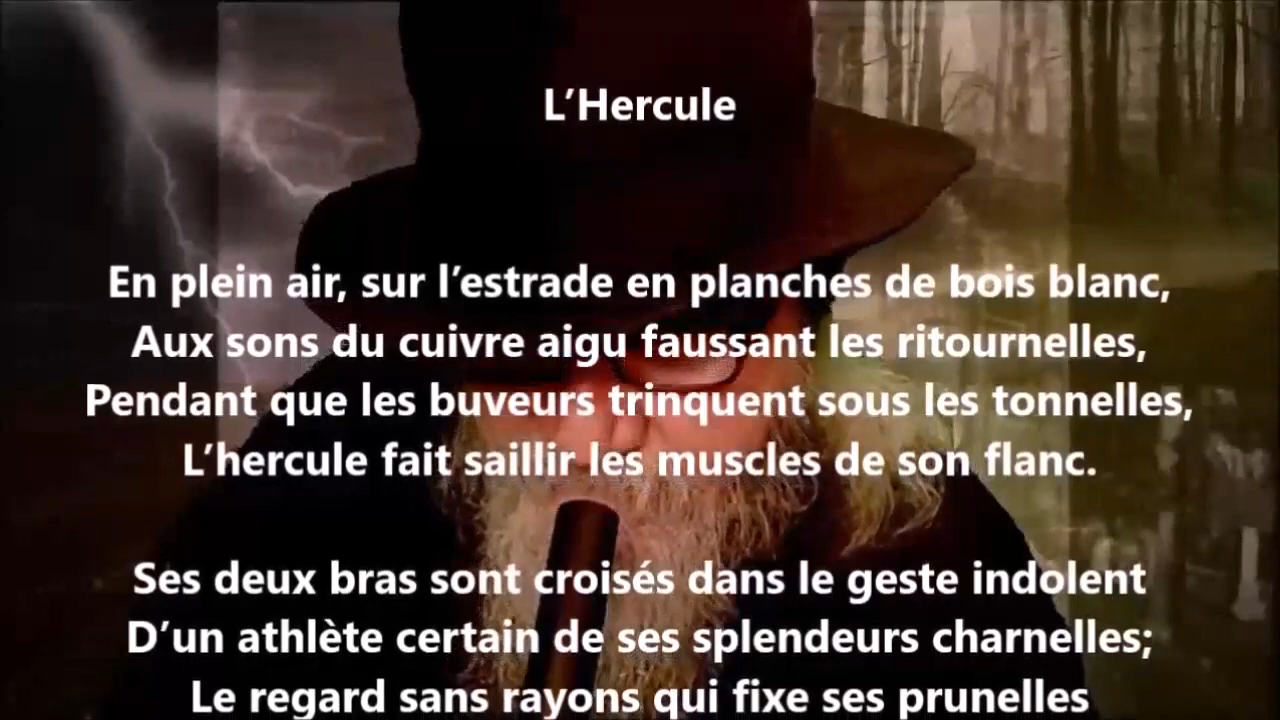 L’Hercule
En plein air, sur l’estrade en planches de bois blanc,
Aux sons du cuivre aigu faussant les ritournelles,
Pendant que les buveurs trinquent sous les tonnelles,
L’hercule fait saillir les muscles de son flanc.
Ses deux bras sont croisés dans le geste indolent
D’un athlète certain de ses splendeurs charnelles;
Le regard sans rayons qui fixe ses prunelles